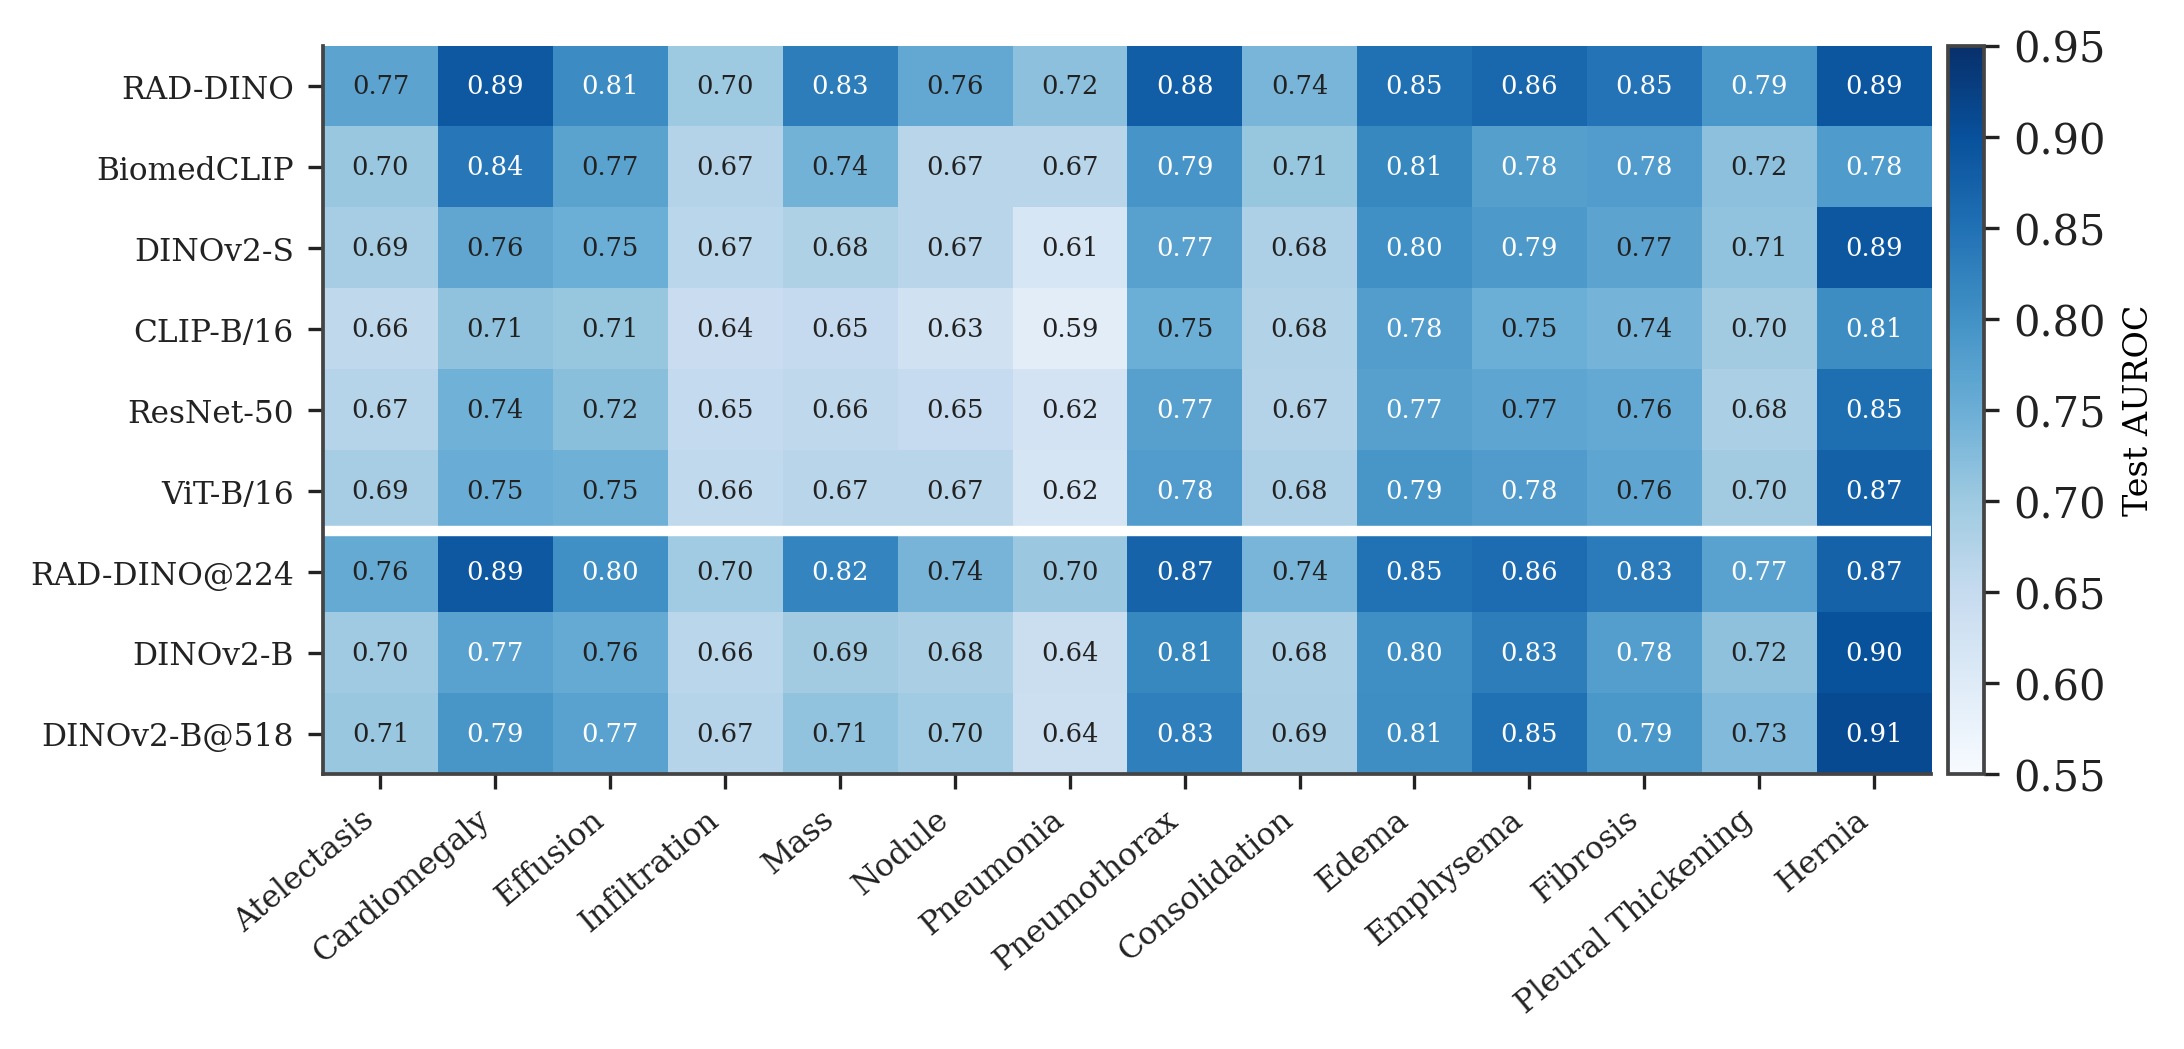 RAD-DINO 0.77 0.89 0.81 0.70 0.83 0.76 0.72 0.88 0.74 0.85 0.86 0.85 0.79 0.89
BiomedCLIP 0.70 0.84 0.77 0.67 0.74 0.67 0.67 0.79 0.71 0.81 0.78 0.78 0.72 0.78
DINOv2-S 0.69 0.76 0.75 0.67 0.68 0.67 0.61 0.77 0.68 0.80 0.79 0.77 0.71 0.89
CLIP-B/16 0.66 0.71 0.71 0.64 0.65 0.63 0.59 0.75 0.68 0.78 0.75 0.74 0.70 0.81
ResNet-50 0.67 0.74 0.72 0.65 0.66 0.65 0.62 0.77 0.67 0.77 0.77 0.76 0.68 0.85
ViT-B/16 0.69 0.75 0.75 0.66 0.67 0.67 0.62 0.78 0.68 0.79 0.78 0.76 0.70 0.87
RAD-DINO@224 0.76 0.89 0.80 0.70 0.82 0.74 0.70 0.87 0.74 0.85 0.86 0.83 0.77 0.87
DINOv2-B 0.70 0.77 0.76 0.66 0.69 0.68 0.64 0.81 0.68 0.80 0.83 0.78 0.72 0.90
DINOv2-B@518 0.71 0.79 0.77 0.67 0.71 0.70 0.64 0.83 0.69 0.81 0.85 0.79 0.73 0.91
Atelectasis
Cardiomegaly
Effusion
Infiltration
Mass
Nodule
Pneumonia
Pneumothorax
Consolidation
Edema
Emphysema
Fibrosis
Pleural Thickening
Hernia
0.95
0.90
0.85
0.80
0.75
0.70
0.65
0.60
0.55
Test AUROC